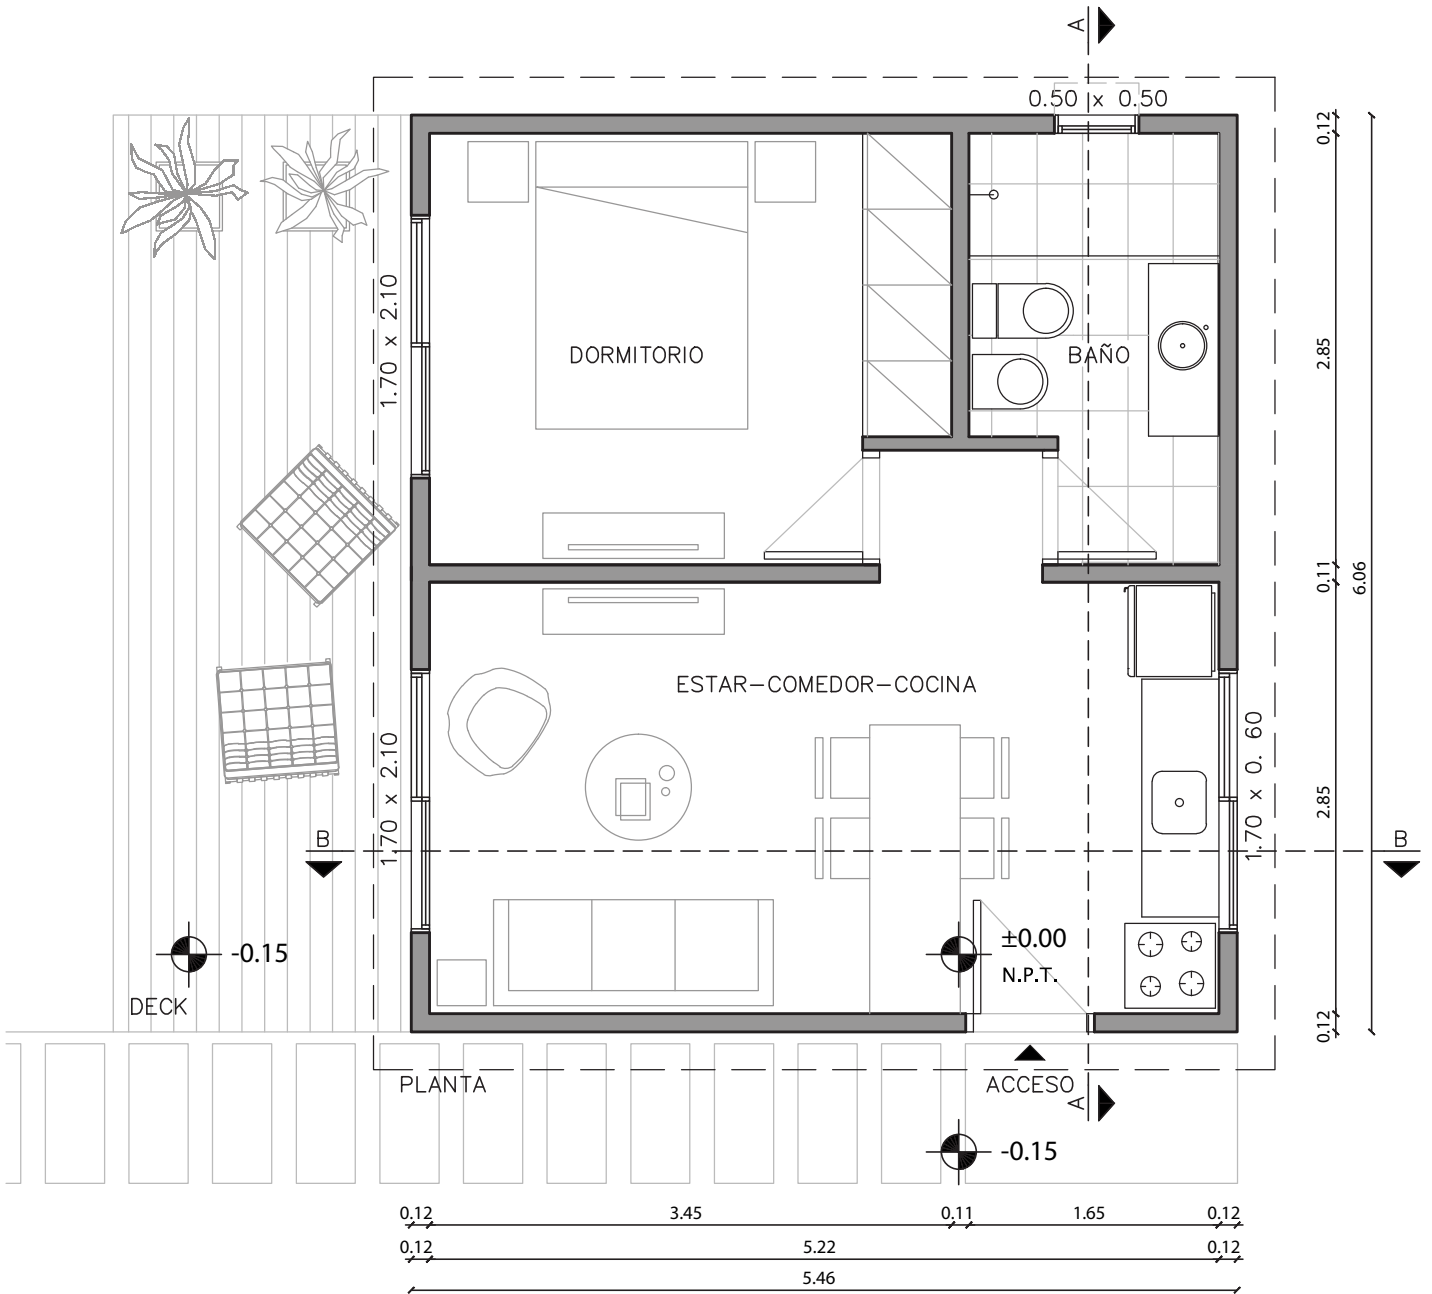 A
0.50 x 0.50
0.12
1.70 x 2.10
DORMITORIO
BAÑO
2.85
0.11
6.06
ESTAR-COMEDOR-COCINA
1.70 x 2.10
1.70 x 0. 60
2.85
B
B
-0.15
±0.00
N.P.T.
DECK
0.12
PLANTA
ACCESO
A
-0.15
0.12 3.45 0.11 1.65 0.12
0.12 5.22 0.12
5.46